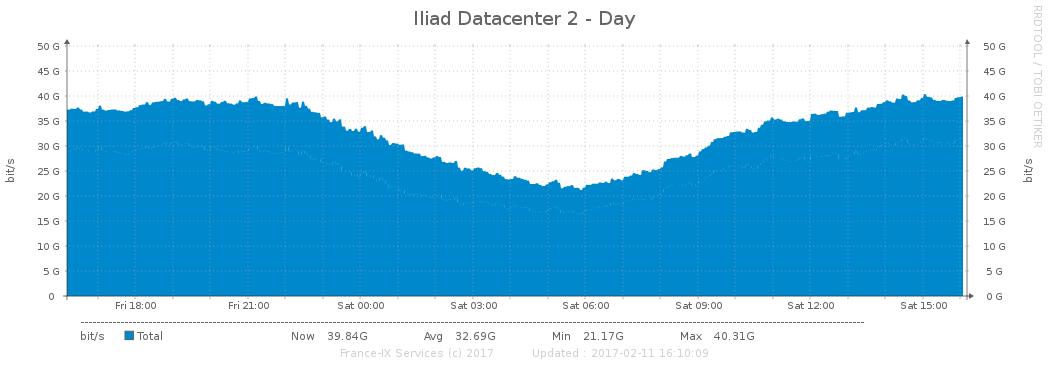 Iliad Datacenter 2 - Day
RRDTOOL / TOBI OETIKER
50 G 50 G
45 G 45 G
40 G 40 G
35 G 35 G
30 G 30 G
25 G 25 G
20 G 20 G
15 G 15 G
10 G 10 G
5 G 5 G
0 0 G
bit/s bit/s
Fri 18:00 Fri 21:00 Sat 00:00 Sat 03:00 Sat 06:00 Sat 09:00 Sat 12:00 Sat 15:00
bit/s Total Now 39.84G Avg 32.69G Min 21.17G Max 40.31G
France-IX Services (c) 2017 Updated : 2017-02-11 16:10:09